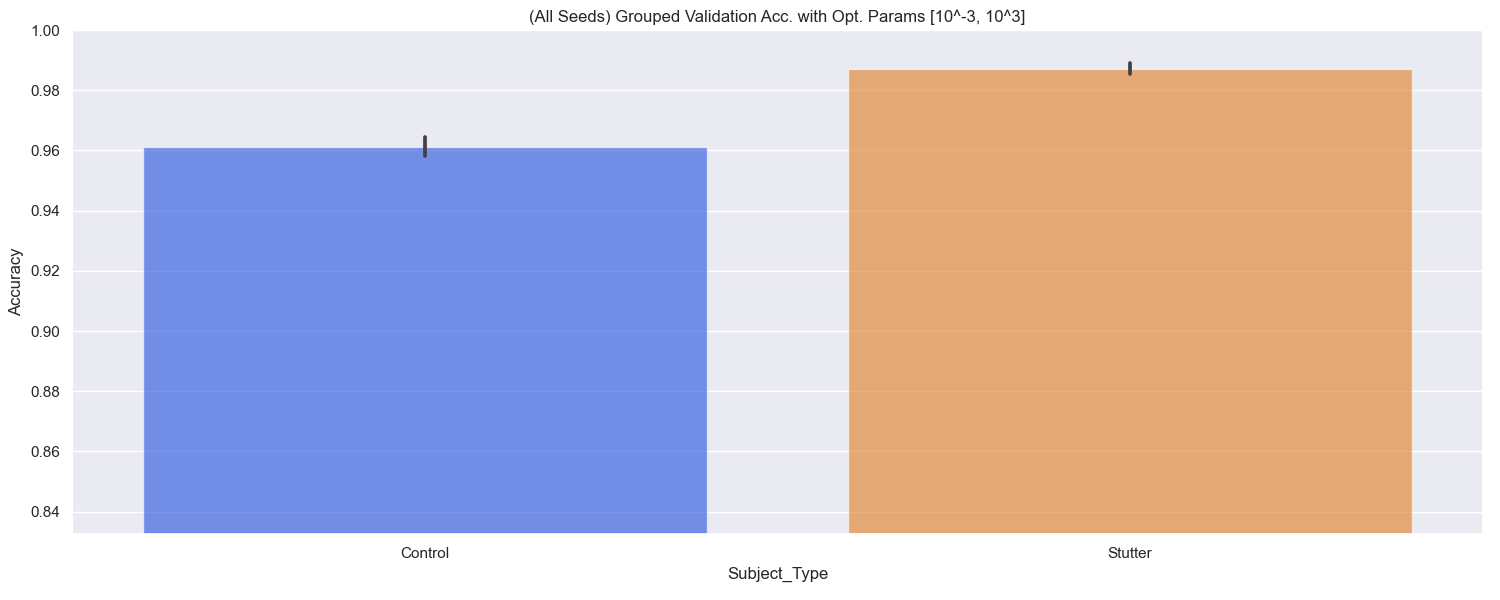 (All Seeds) Grouped Validation Acc. with Opt. Params [10^-3, 10^3]
1.00
0.98
0.96
0.94
0.92
0.90
0.88
0.86
0.84
Accuracy
Control
Stutter
Subject_Type